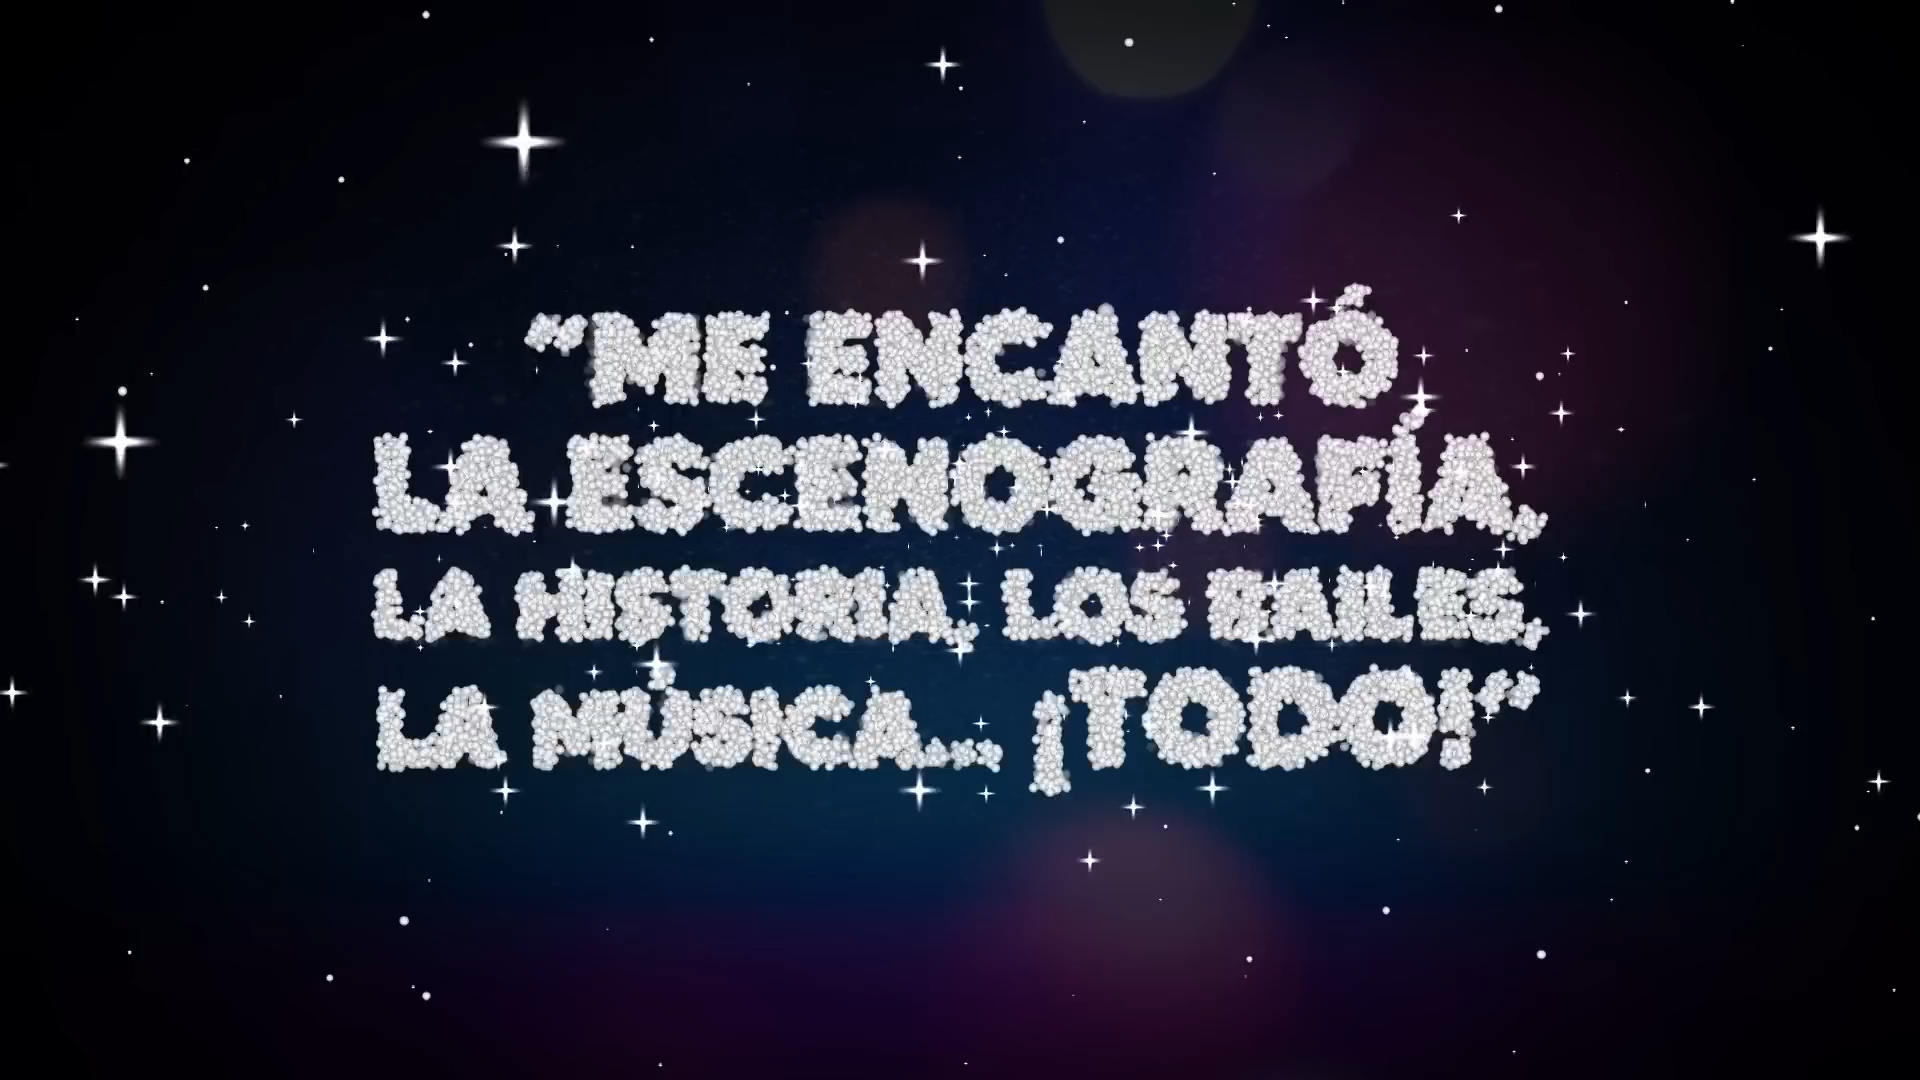 “ME ENCANTÓ
LA ESCENOGRAFÍA,
LA HISTORIA, LOS BAILES,
LA MÚSICA... ¡TODO!”